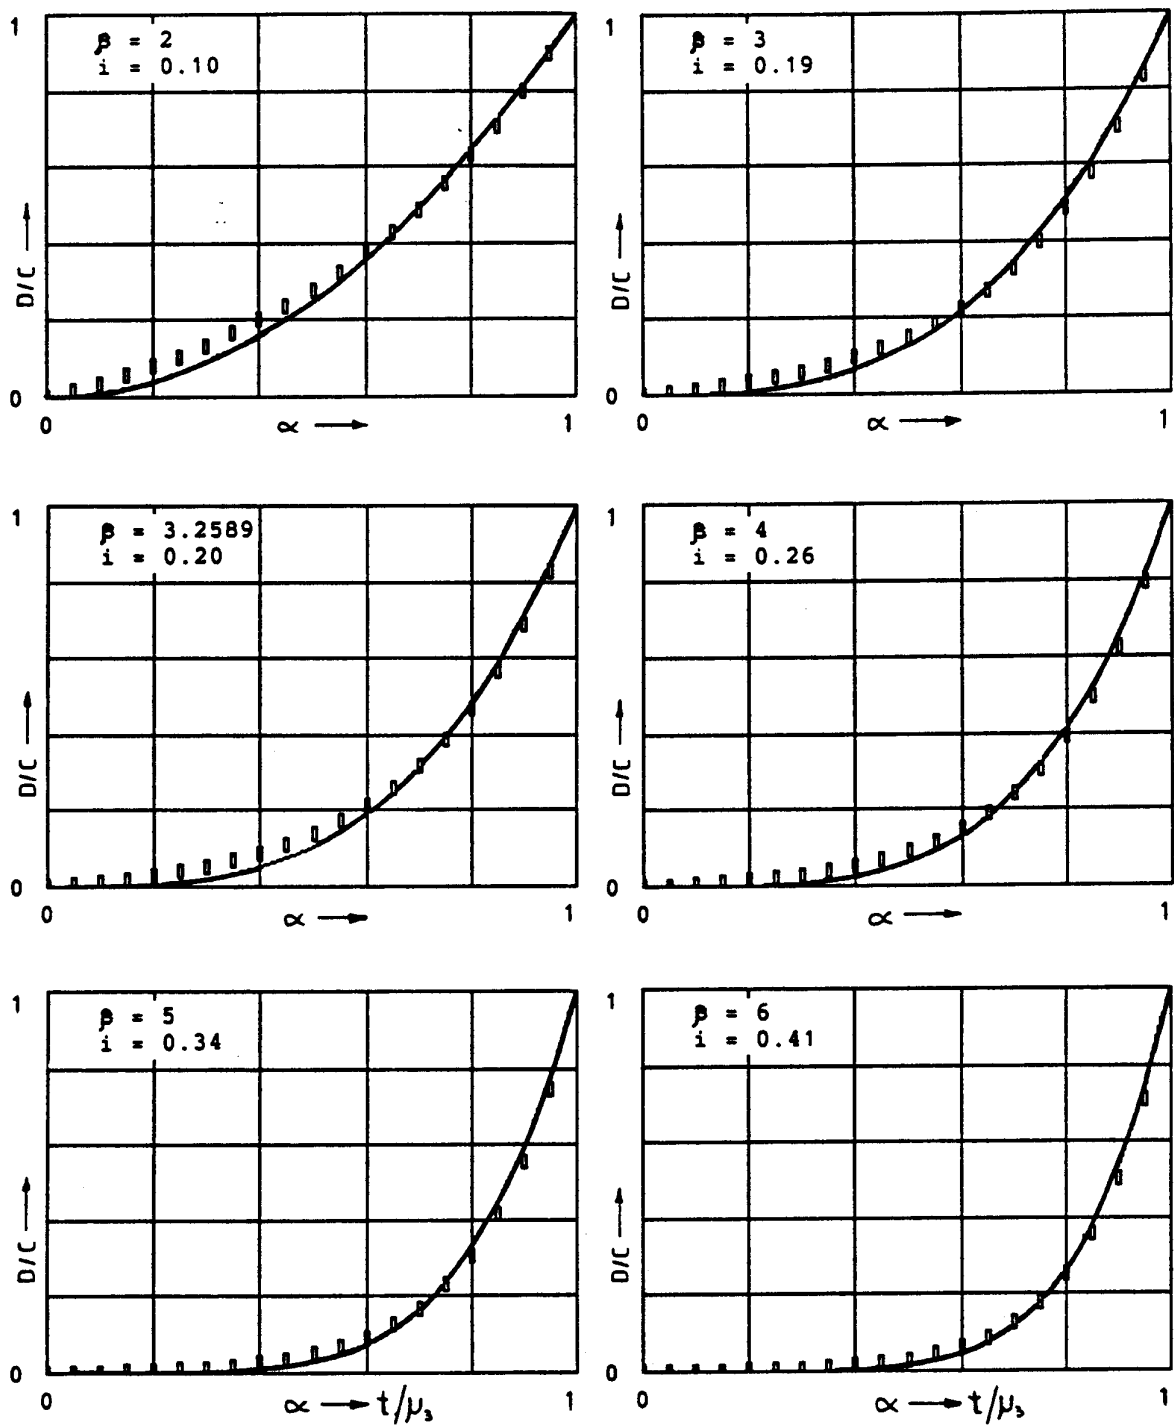 1
β = 2
i = 0.10
D/C →
0
0
∝ →
1
1
β = 3
i = 0.19
D/C →
0
0
∝ →
1
1
β = 3.2589
i = 0.20
D/C →
0
0
∝ →
1
1
β = 4
i = 0.26
D/C →
0
0
∝ →
1
1
β = 5
i = 0.34
D/C →
0
0
∝ → t/μ₃
1
1
β = 6
i = 0.41
D/C →
0
0
∝ → t/μ₃
1